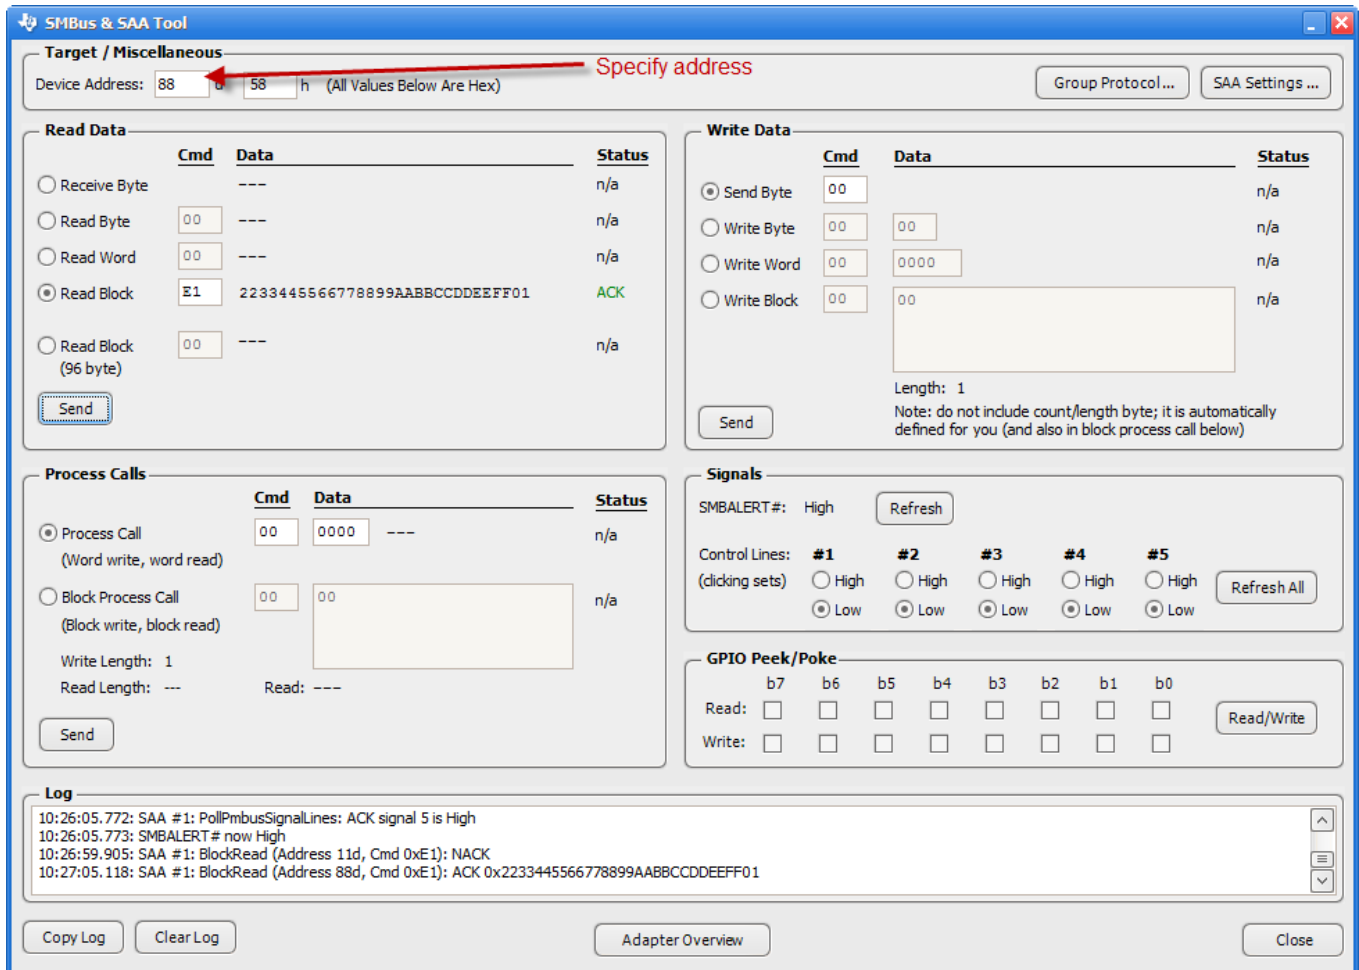 SMBus & SAA Tool
Target / Miscellaneous
Specify address
Device Address: 88 d 58 h (All Values Below Are Hex)
Group Protocol... SAA Settings ...
Read Data
Cmd Data Status
Receive Byte --- n/a
Read Byte 00 --- n/a
Read Word 00 --- n/a
Read Block E1 2233445566778899AABBCCDDEEFF01 ACK
Read Block 00 --- n/a
(96 byte)
Send
Write Data
Cmd Data Status
Send Byte 00 n/a
Write Byte 00 00 n/a
Write Word 00 0000 n/a
Write Block 00 00 n/a
Length: 1
Note: do not include count/length byte; it is automatically
defined for you (and also in block process call below)
Send
Process Calls
Cmd Data Status
Process Call 00 0000 --- n/a
(Word write, word read)
Block Process Call 00 00 n/a
(Block write, block read)
Write Length: 1
Read Length: --- Read: ---
Send
Signals
SMBALERT#: High Refresh
Control Lines: #1 #2 #3 #4 #5
(clicking sets) High High High High High
Low Low Low Low Low
Refresh All
GPIO Peek/Poke
b7 b6 b5 b4 b3 b2 b1 b0
Read:
Write:
Read/Write
Log
10:26:05.772: SAA #1: PollPmbusSignalLines: ACK signal 5 is High
10:26:05.773: SMBALERT# now High
10:26:59.905: SAA #1: BlockRead (Address 11d, Cmd 0xE1): NACK
10:27:05.118: SAA #1: BlockRead (Address 88d, Cmd 0xE1): ACK 0x2233445566778899AABBCCDDEEFF01
Copy Log Clear Log Adapter Overview Close